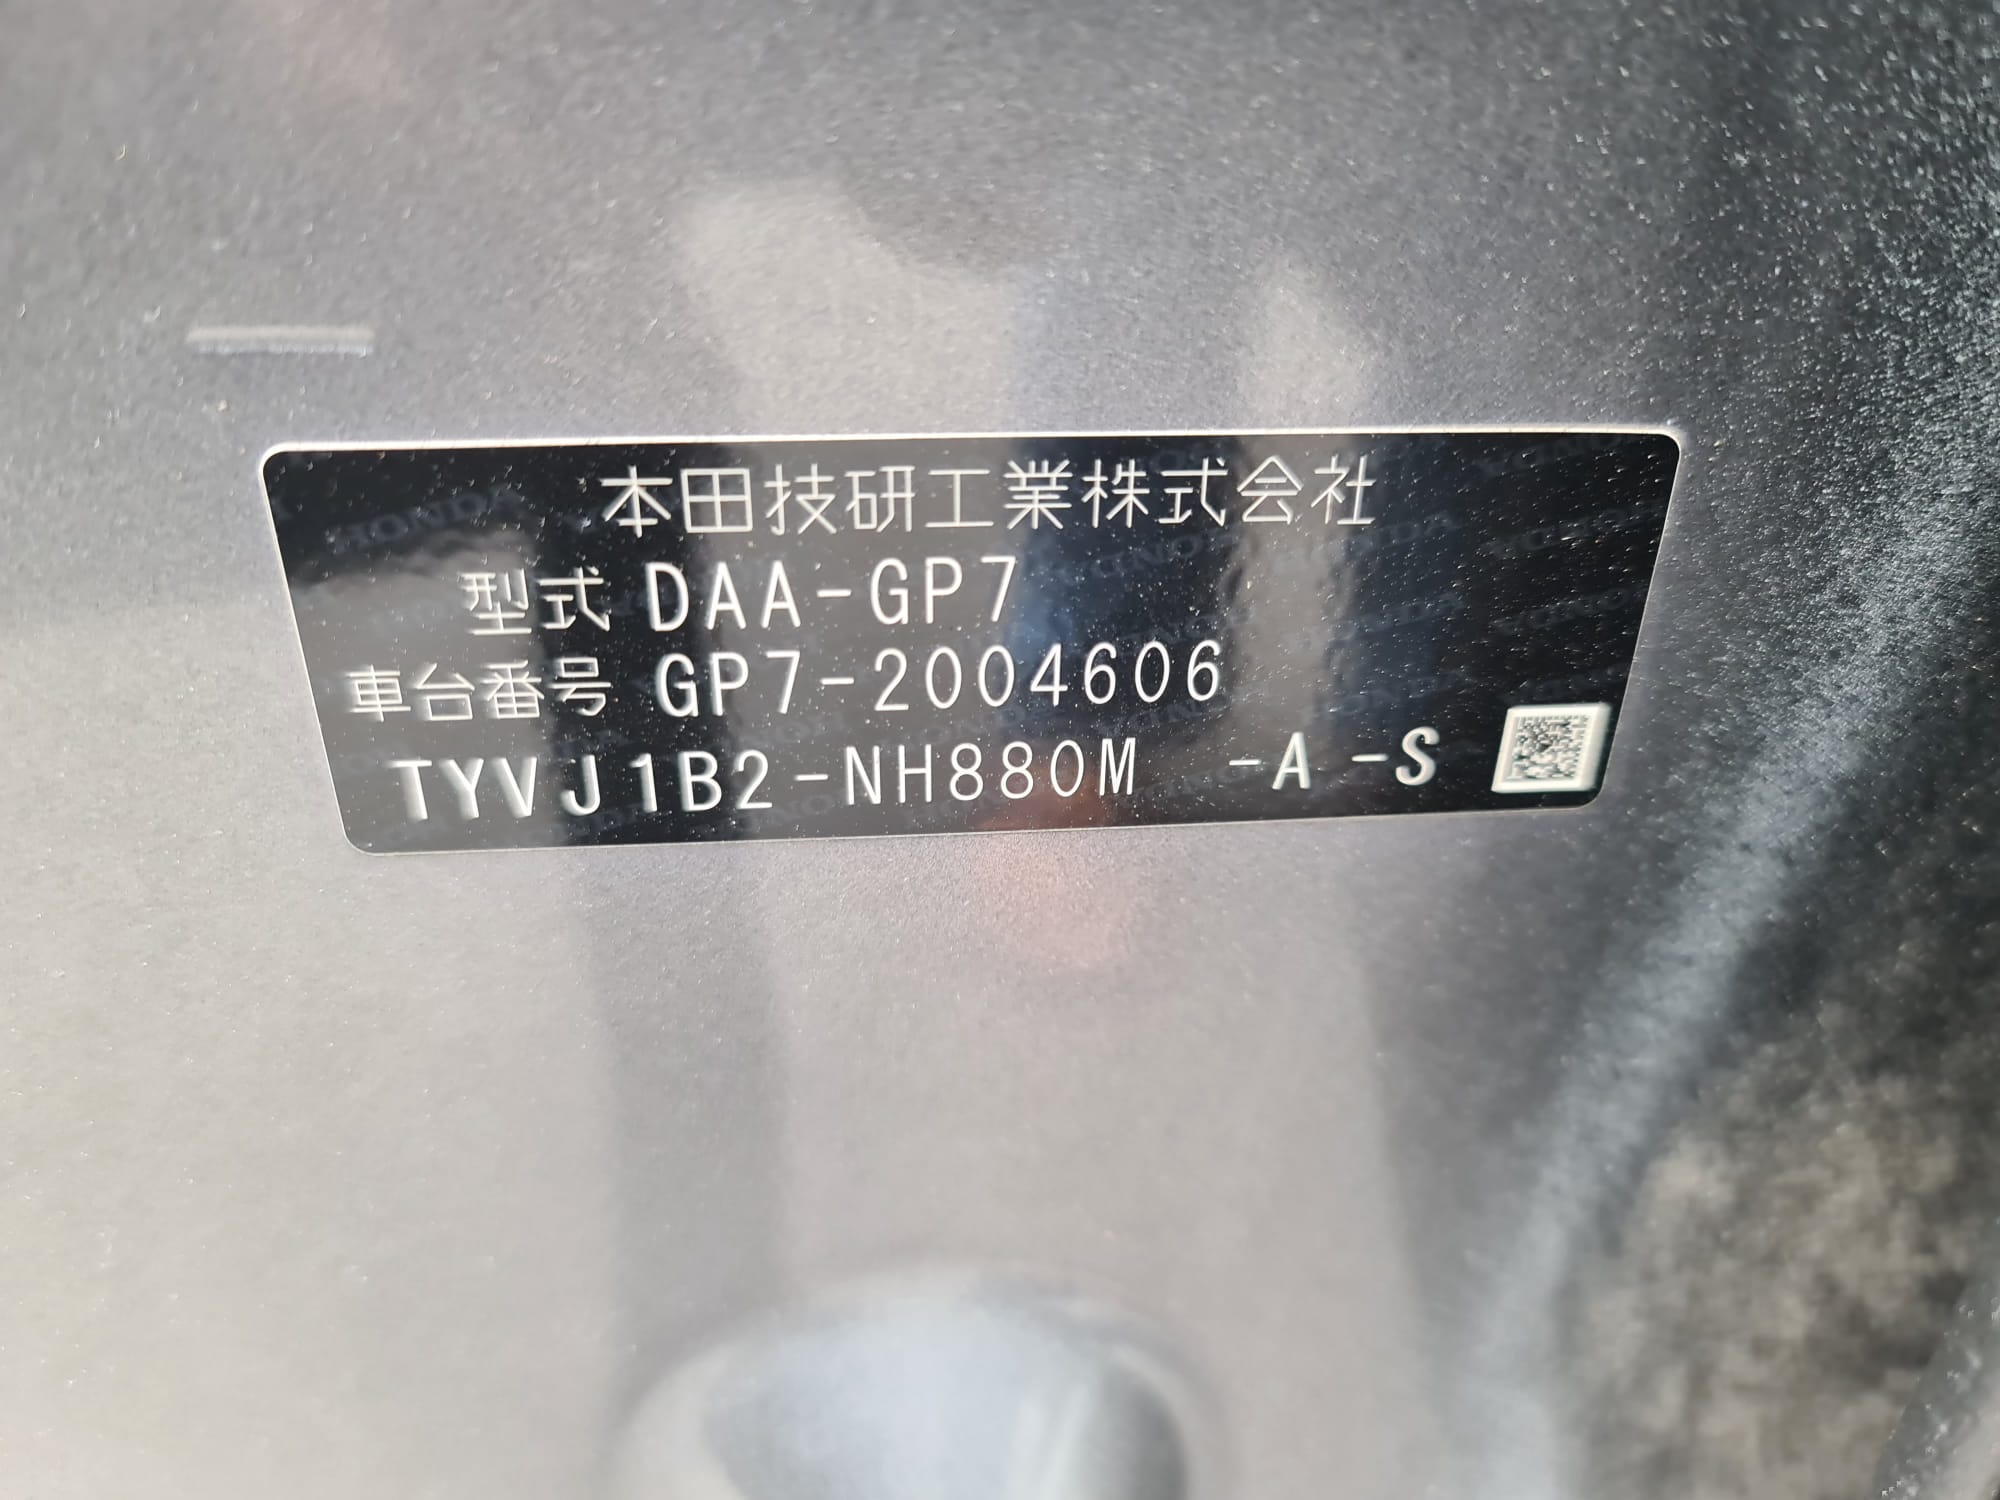 本田技研工業株式会社
型式 DAA-GP7
車台番号 GP7-2004606
TYVJ1B2-NH880M -A -S